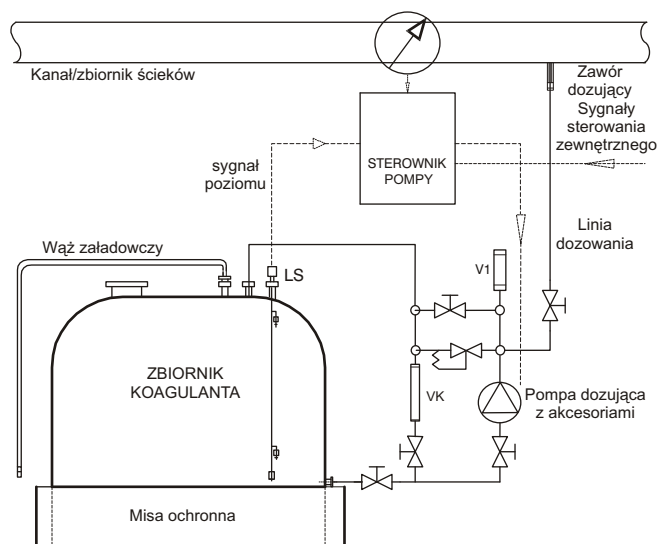 Kanał/zbiornik ścieków
Zawór
dozujący
Sygnały
sterowania
zewnętrznego
sygnał
poziomu
STEROWNIK
POMPY
Linia
dozowania
Wąż załadowczy
LS
V1
ZBIORNIK
KOAGULANTA
VK
Pompa dozująca
z akcesoriami
Misa ochronna